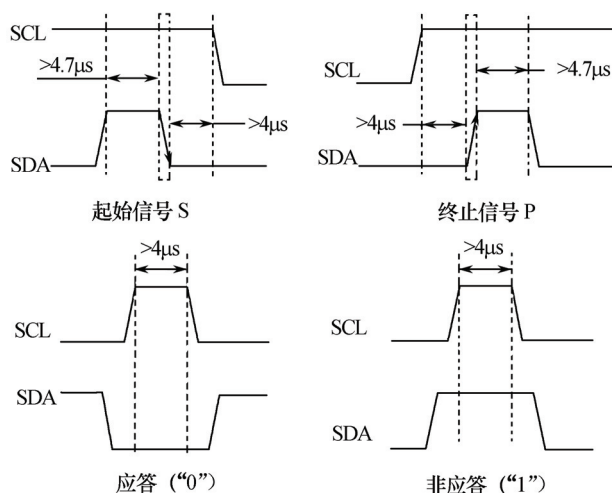 SCL
>4.7μs
>4μs
SDA
起始信号 S
SCL
>4.7μs
>4μs
SDA
终止信号 P
>4μs
SCL
SDA
应答（“0”）
>4μs
SCL
SDA
非应答（“1”）